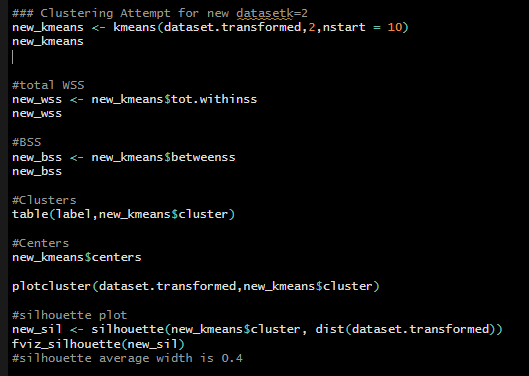 ### Clustering Attempt for new datasetk=2
new_kmeans <- kmeans(dataset.transformed,2,nstart = 10)
new_kmeans
#total WSS
new_wss <- new_kmeans$tot.withinss
new_wss
#BSS
new_bss <- new_kmeans$betweenss
new_bss
#Clusters
table(label,new_kmeans$cluster)
#Centers
new_kmeans$centers
plotcluster(dataset.transformed,new_kmeans$cluster)
#silhouette plot
new_sil <- silhouette(new_kmeans$cluster, dist(dataset.transformed))
fviz_silhouette(new_sil)
#silhouette average width is 0.4